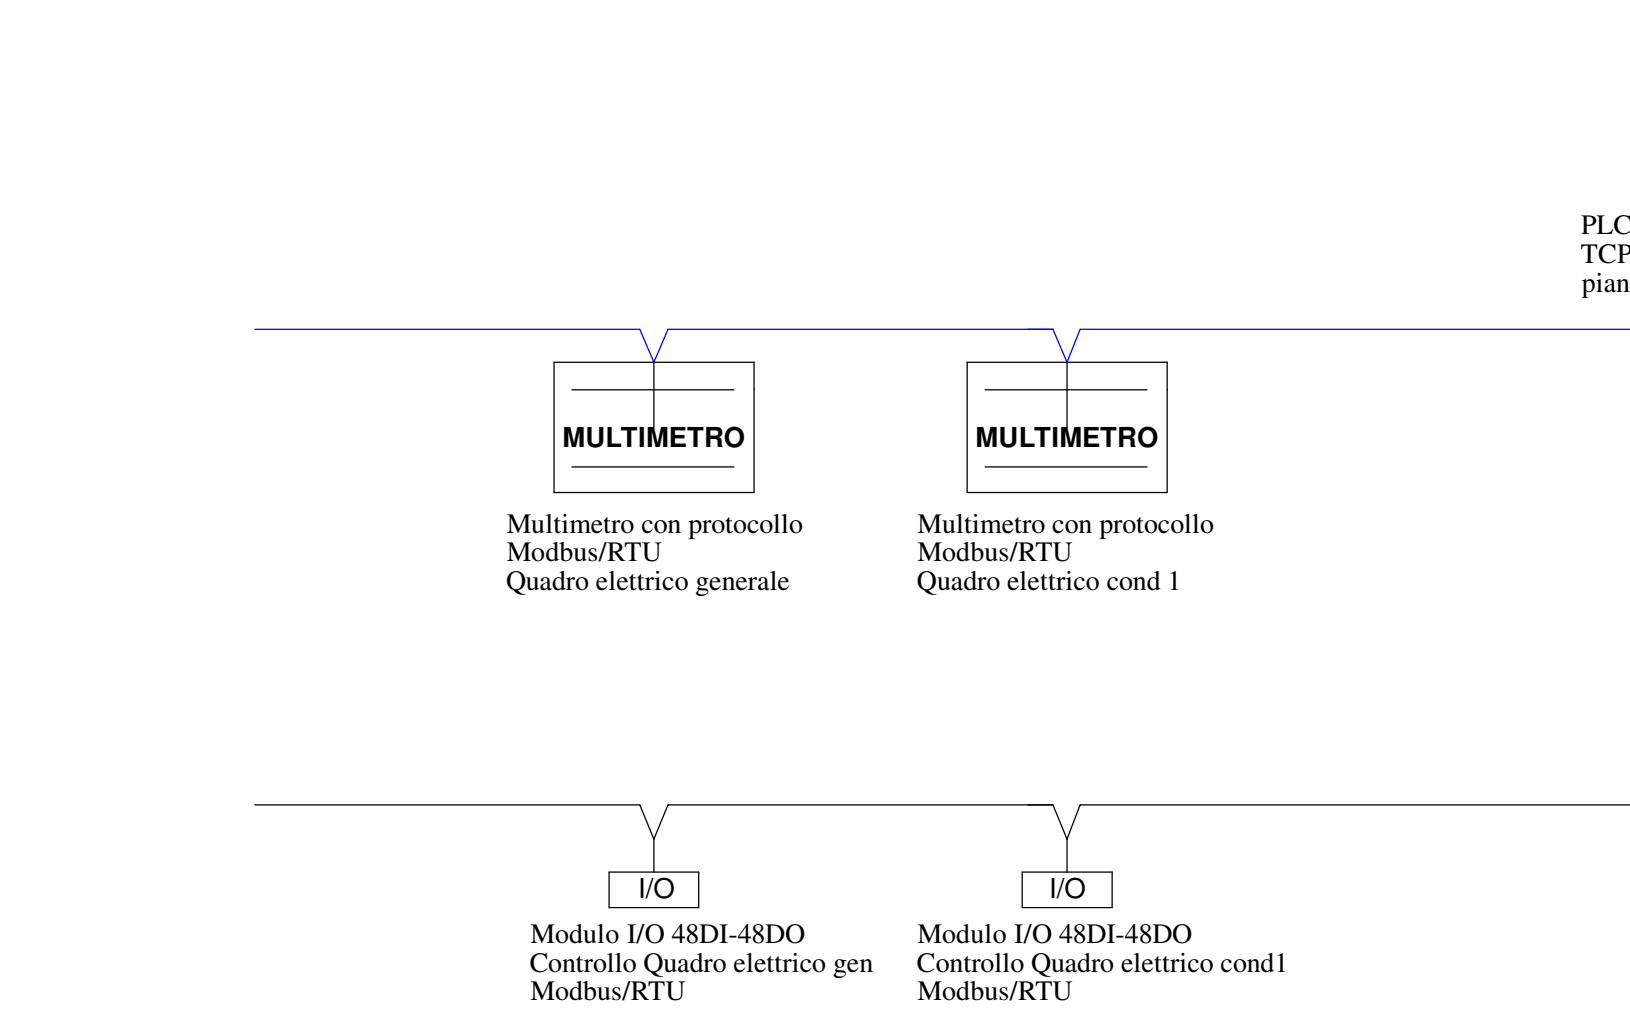 PLC
TCP
pian
MULTIMETRO
MULTIMETRO
Multimetro con protocollo
Modbus/RTU
Quadro elettrico generale
Multimetro con protocollo
Modbus/RTU
Quadro elettrico cond 1
I/O
I/O
Modulo I/O 48DI-48DO
Controllo Quadro elettrico gen
Modbus/RTU
Modulo I/O 48DI-48DO
Controllo Quadro elettrico cond1
Modbus/RTU